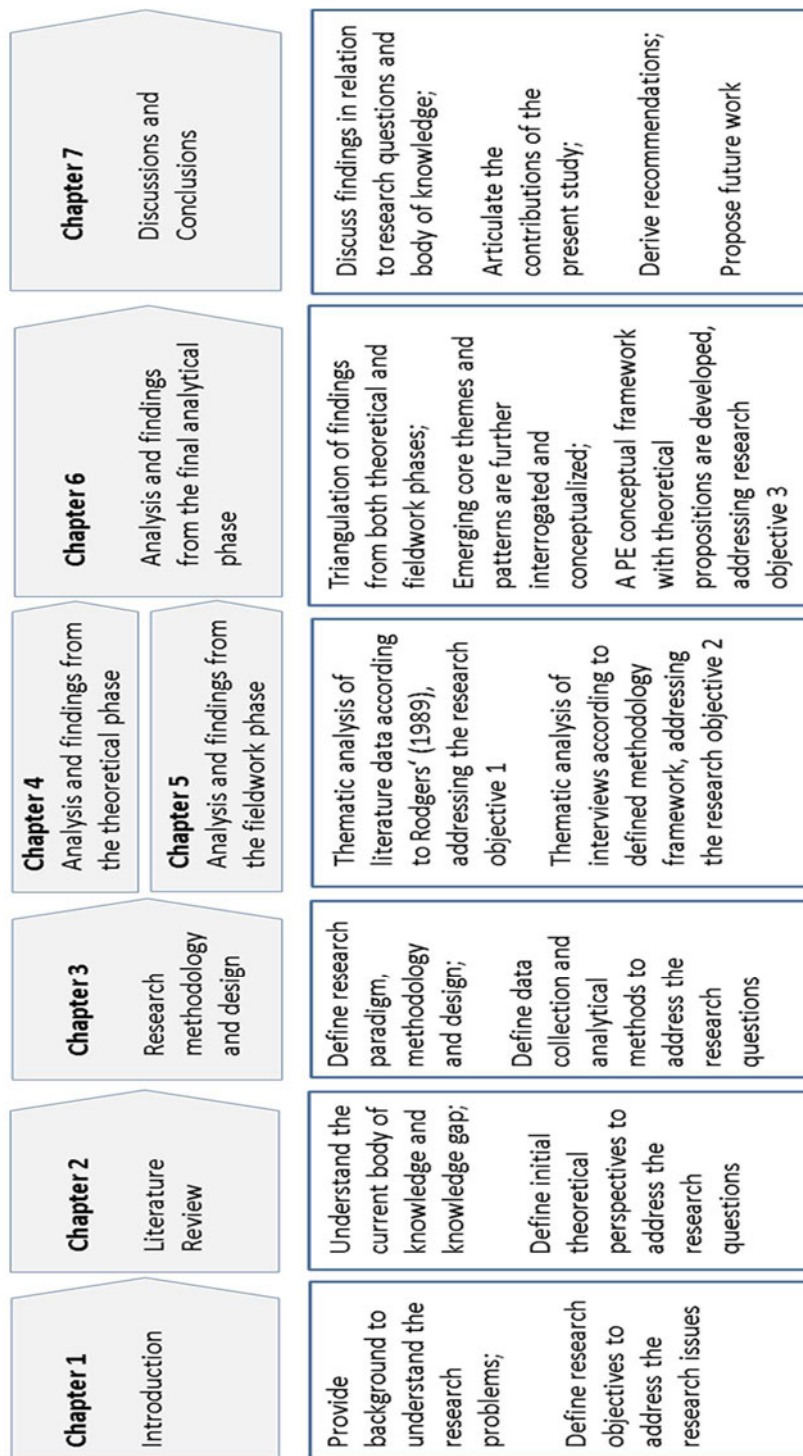 Chapter 1
Introduction
Provide
background to
understand the
research
problems;
Define research
objectives to
address the
research issues
Chapter 2
Literature
Review
Understand the
current body of
knowledge and
knowledge gap;
Define initial
theoretical
perspectives to
address the
research
questions
Chapter 3
Research
methodology
and design
Define research
paradigm,
methodology
and design;
Define data
collection and
analytical
methods to
address the
research
questions
Chapter 4
Analysis and findings from
the theoretical phase
Chapter 5
Analysis and findings from
the fieldwork phase
Thematic analysis of
literature data according
to Rodgers‘ (1989),
addressing the research
objective 1
Thematic analysis of
interviews according to
defined methodology
framework, addressing
the research objective 2
Chapter 6
Analysis and findings
from the final analytical
phase
Triangulation of findings
from both theoretical and
fieldwork phases;
Emerging core themes and
patterns are further
interrogated and
conceptualized;
A PE conceptual framework
with theoretical
propositions are developed,
addressing research
objective 3
Chapter 7
Discussions and
Conclusions
Discuss findings in relation
to research questions and
body of knowledge;
Articulate the
contributions of the
present study;
Derive recommendations;
Propose future work